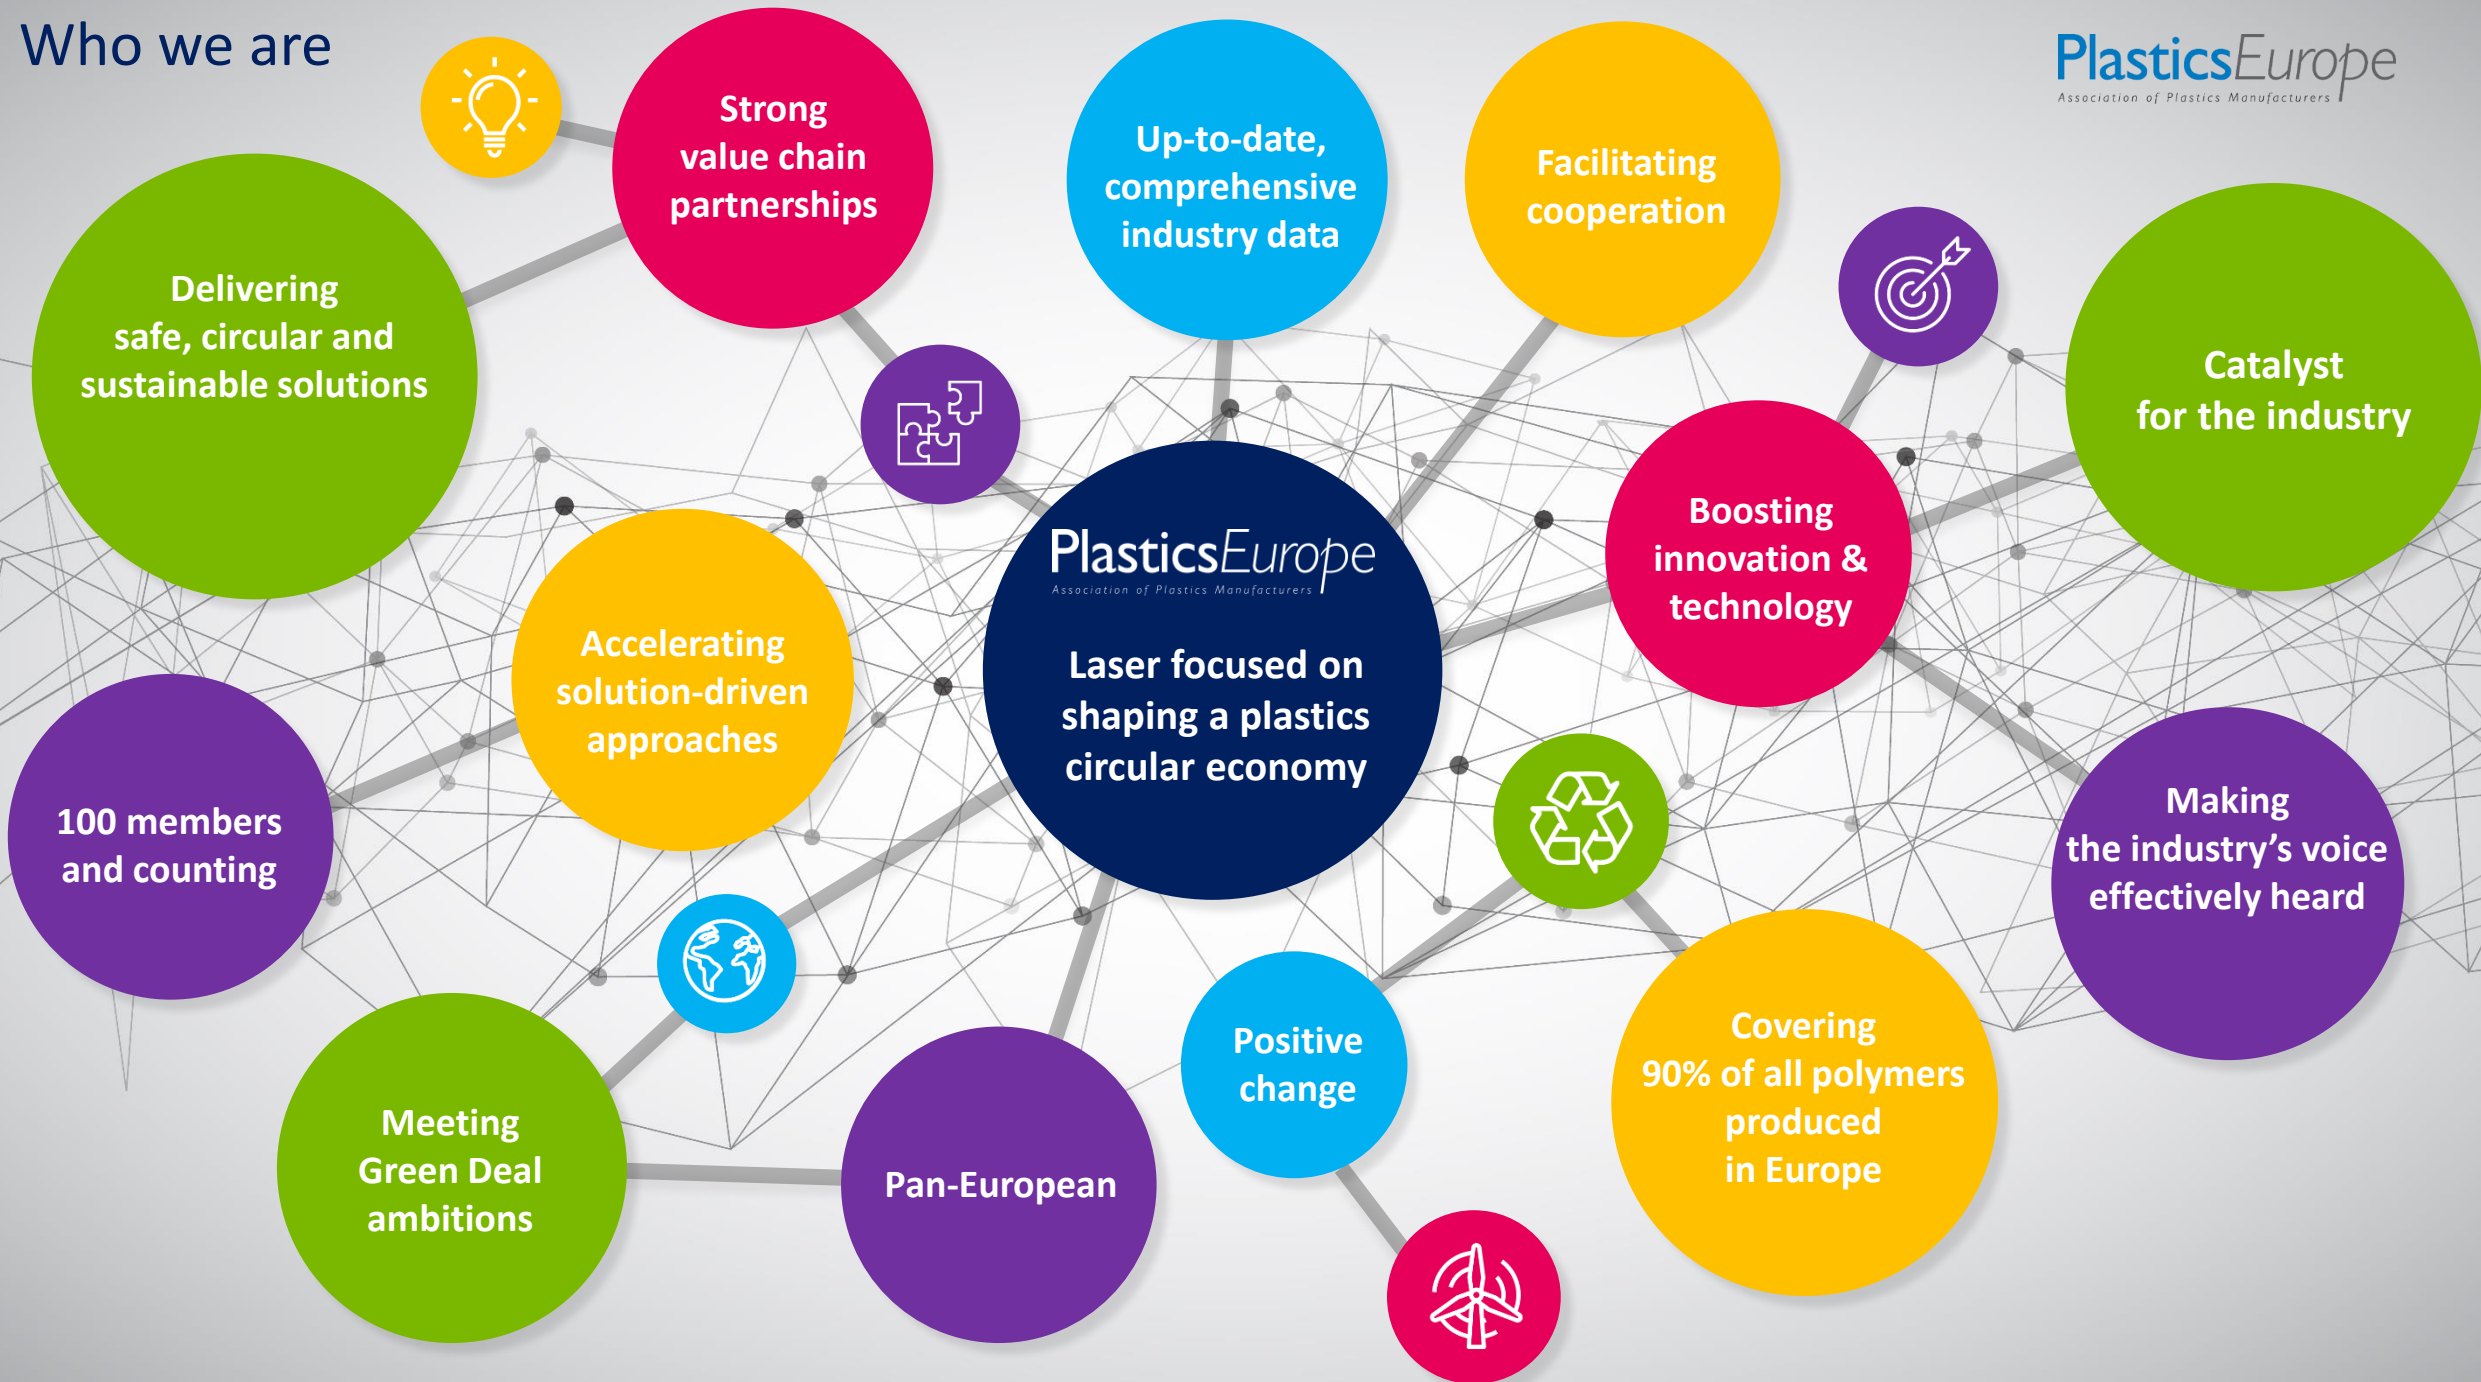 Who we are
PlasticsEurope
Association of Plastics Manufacturers
Strong
value chain
partnerships
Up-to-date,
comprehensive
industry data
Facilitating
cooperation
Delivering
safe, circular and
sustainable solutions
Catalyst
for the industry
PlasticsEurope
Association of Plastics Manufacturers
Laser focused on
shaping a plastics
circular economy
Boosting
innovation &
technology
Accelerating
solution-driven
approaches
100 members
and counting
Making
the industry’s voice
effectively heard
Meeting
Green Deal
ambitions
Pan-European
Positive
change
Covering
90% of all polymers
produced
in Europe